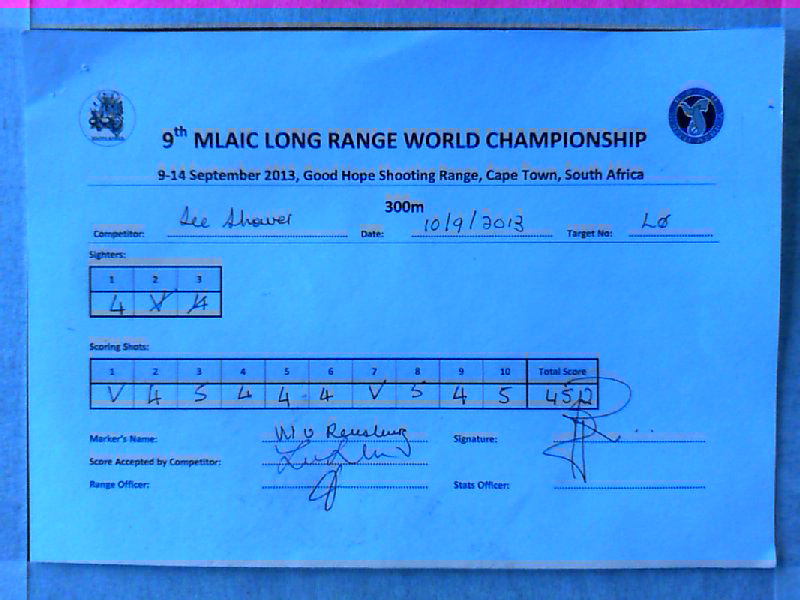 9th MLAIC LONG RANGE WORLD CHAMPIONSHIP
9-14 September 2013, Good Hope Shooting Range, Cape Town, South Africa
300m
Competitor: Lee Shaver Date: 10/9/2013 Target No: L0
Sighters:
1 2 3
4 V 4
Scoring Shots:
1 2 3 4 5 6 7 8 9 10 Total Score
V 4 5 4 4 4 V 5 4 5 45,2
Marker's Name: Signature:
Score Accepted by Competitor:
Range Officer: Stats Officer: